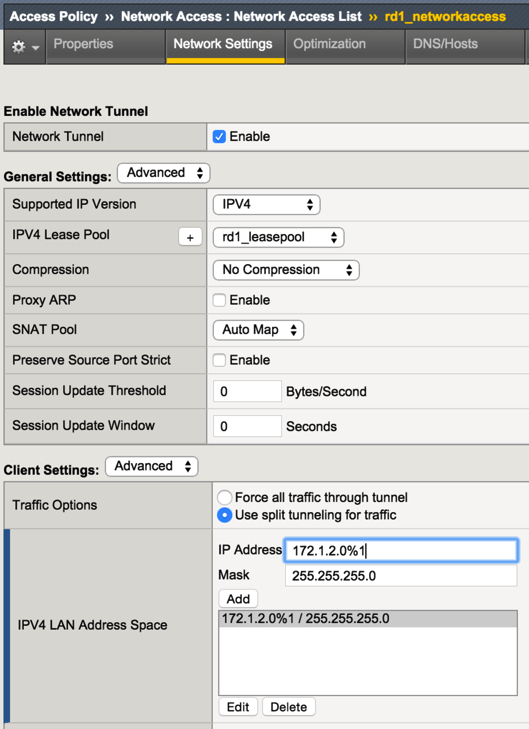 Access Policy » Network Access : Network Access List » rd1_networkaccess
Properties Network Settings Optimization DNS/Hosts
Enable Network Tunnel
Network Tunnel Enable
General Settings: Advanced
Supported IP Version IPV4
IPV4 Lease Pool + rd1_leasepool
Compression No Compression
Proxy ARP Enable
SNAT Pool Auto Map
Preserve Source Port Strict Enable
Session Update Threshold 0 Bytes/Second
Session Update Window 0 Seconds
Client Settings: Advanced
Traffic Options Force all traffic through tunnel
Use split tunneling for traffic
IP Address 172.1.2.0%1
Mask 255.255.255.0
Add
172.1.2.0%1 / 255.255.255.0
IPV4 LAN Address Space
Edit Delete